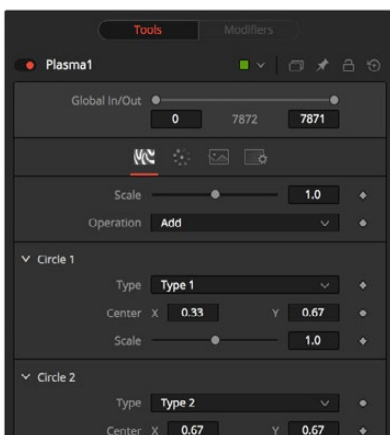 Tools Modifiers
Plasma1
Global In/Out
0 7872 7871
Scale 1.0
Operation Add
Circle 1
Type Type 1
Center X 0.33 Y 0.67
Scale 1.0
Circle 2
Type Type 2
Center X 0.67 Y 0.67